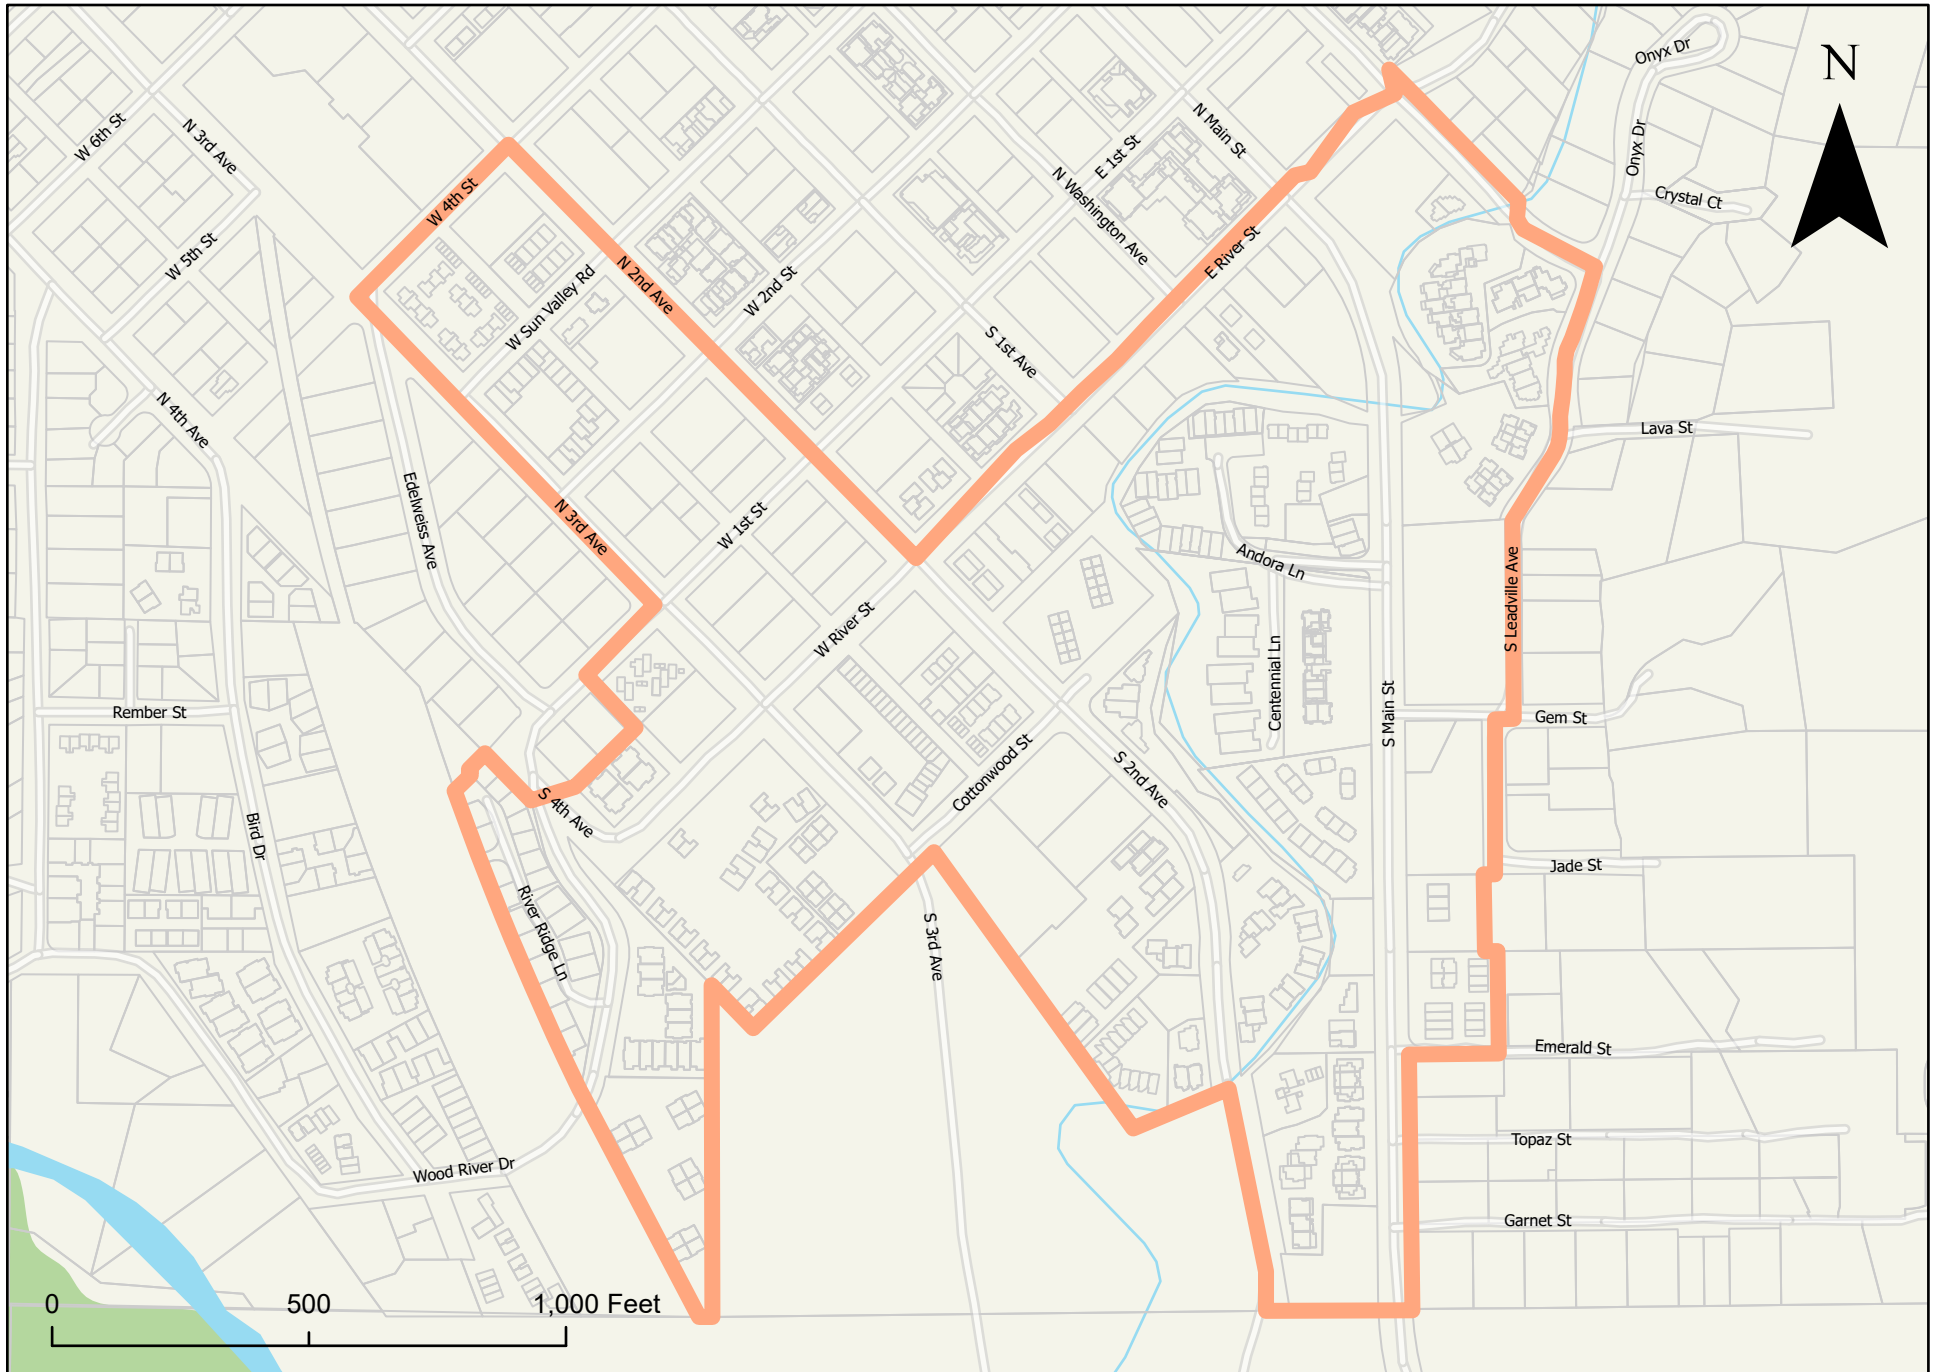 Onyx Dr
N
W 6th St
N 3rd Ave
N Main St
E 1st St
Onyx Dr
Crystal Ct
W 4th St
N Washington Ave
W 5th St
E River St
N 2nd Ave
W 2nd St
W Sun Valley Rd
S 1st Ave
N 4th Ave
Lava St
Edelweiss Ave
N 3rd Ave
W 1st St
Andora Ln
S Leadville Ave
W River St
Centennial Ln
S Main St
Rember St
Gem St
Cottonwood St
S 2nd Ave
S 4th Ave
Bird Dr
Jade St
River Ridge Ln
S 3rd Ave
Emerald St
Topaz St
Wood River Dr
Garnet St
0 500 1,000 Feet